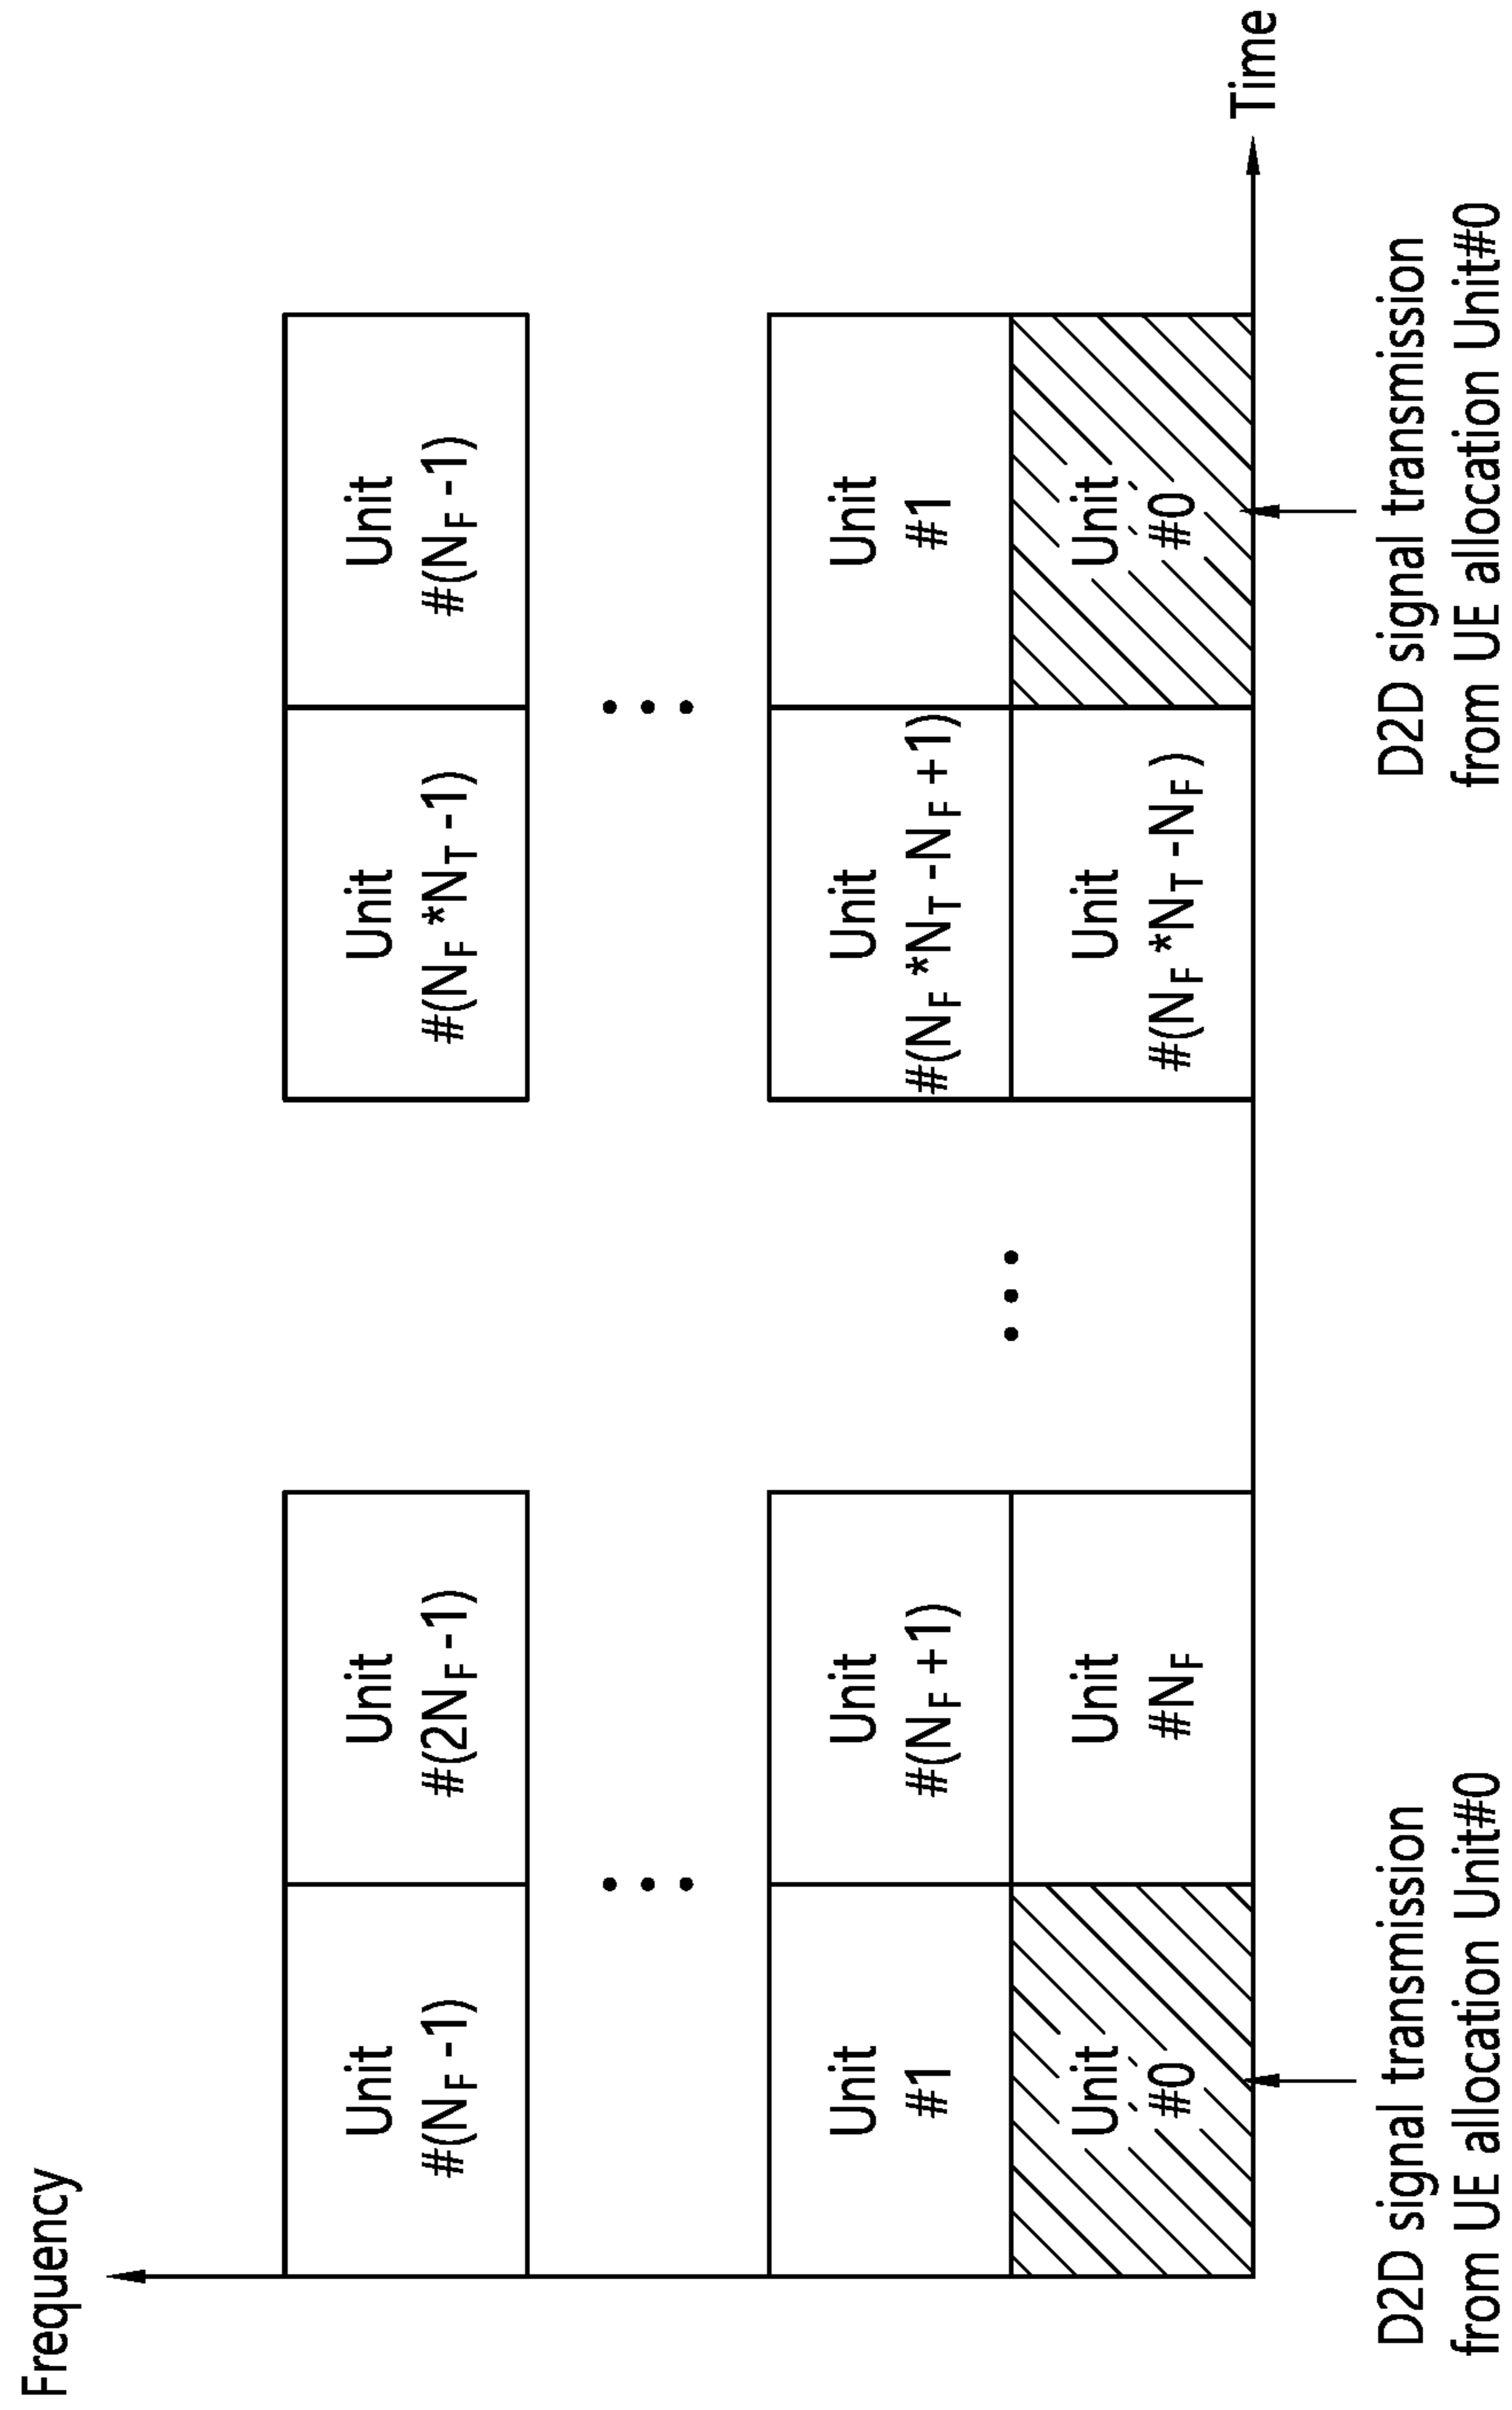 Frequency
Unit
#(N_F-1)
Unit
#(2N_F-1)
Unit
#(N_F*N_T-1)
Unit
#(N_F-1)
Unit
#1
Unit
#(N_F+1)
Unit
#(N_F*N_T-N_F+1)
Unit
#1
Unit
#0
Unit
#N_F
Unit
#(N_F*N_T-N_F)
Unit
#0
Time
D2D signal transmission
from UE allocation Unit#0
D2D signal transmission
from UE allocation Unit#0